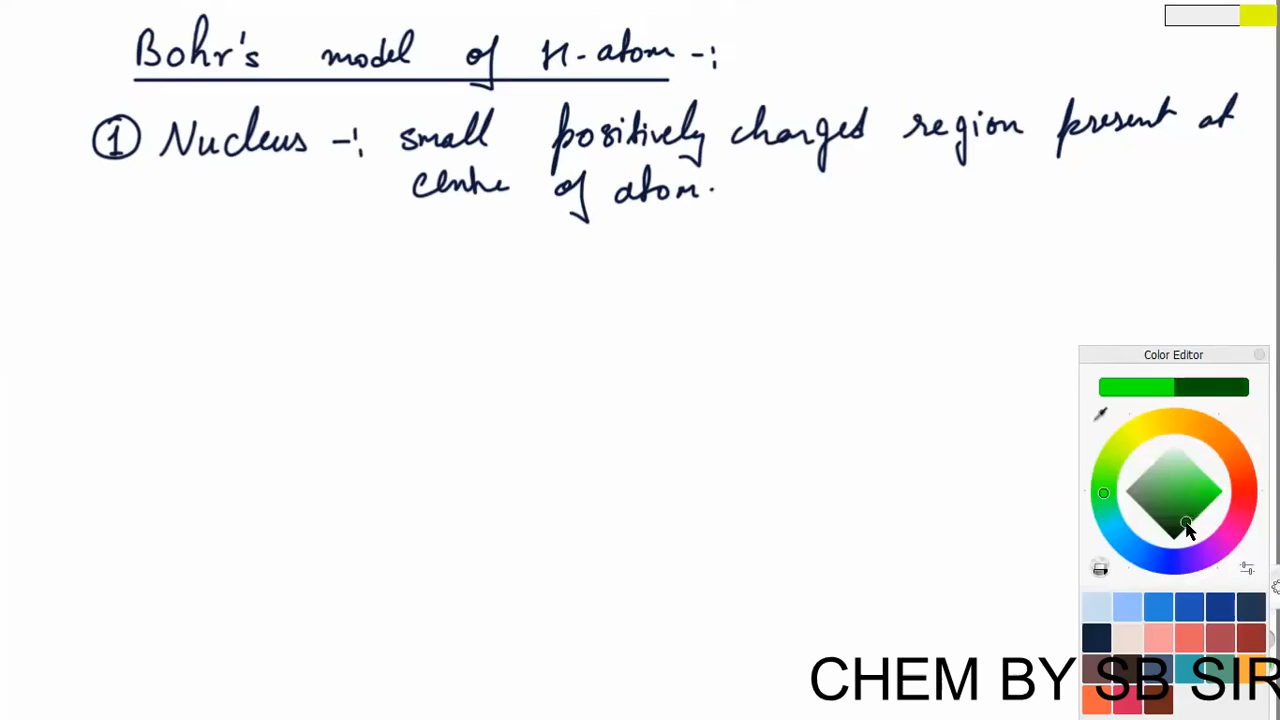 Bohr's model of H-atom -:
① Nucleus -: small positively charged region present at
centre of atom.
Color Editor
CHEM BY SB SIR